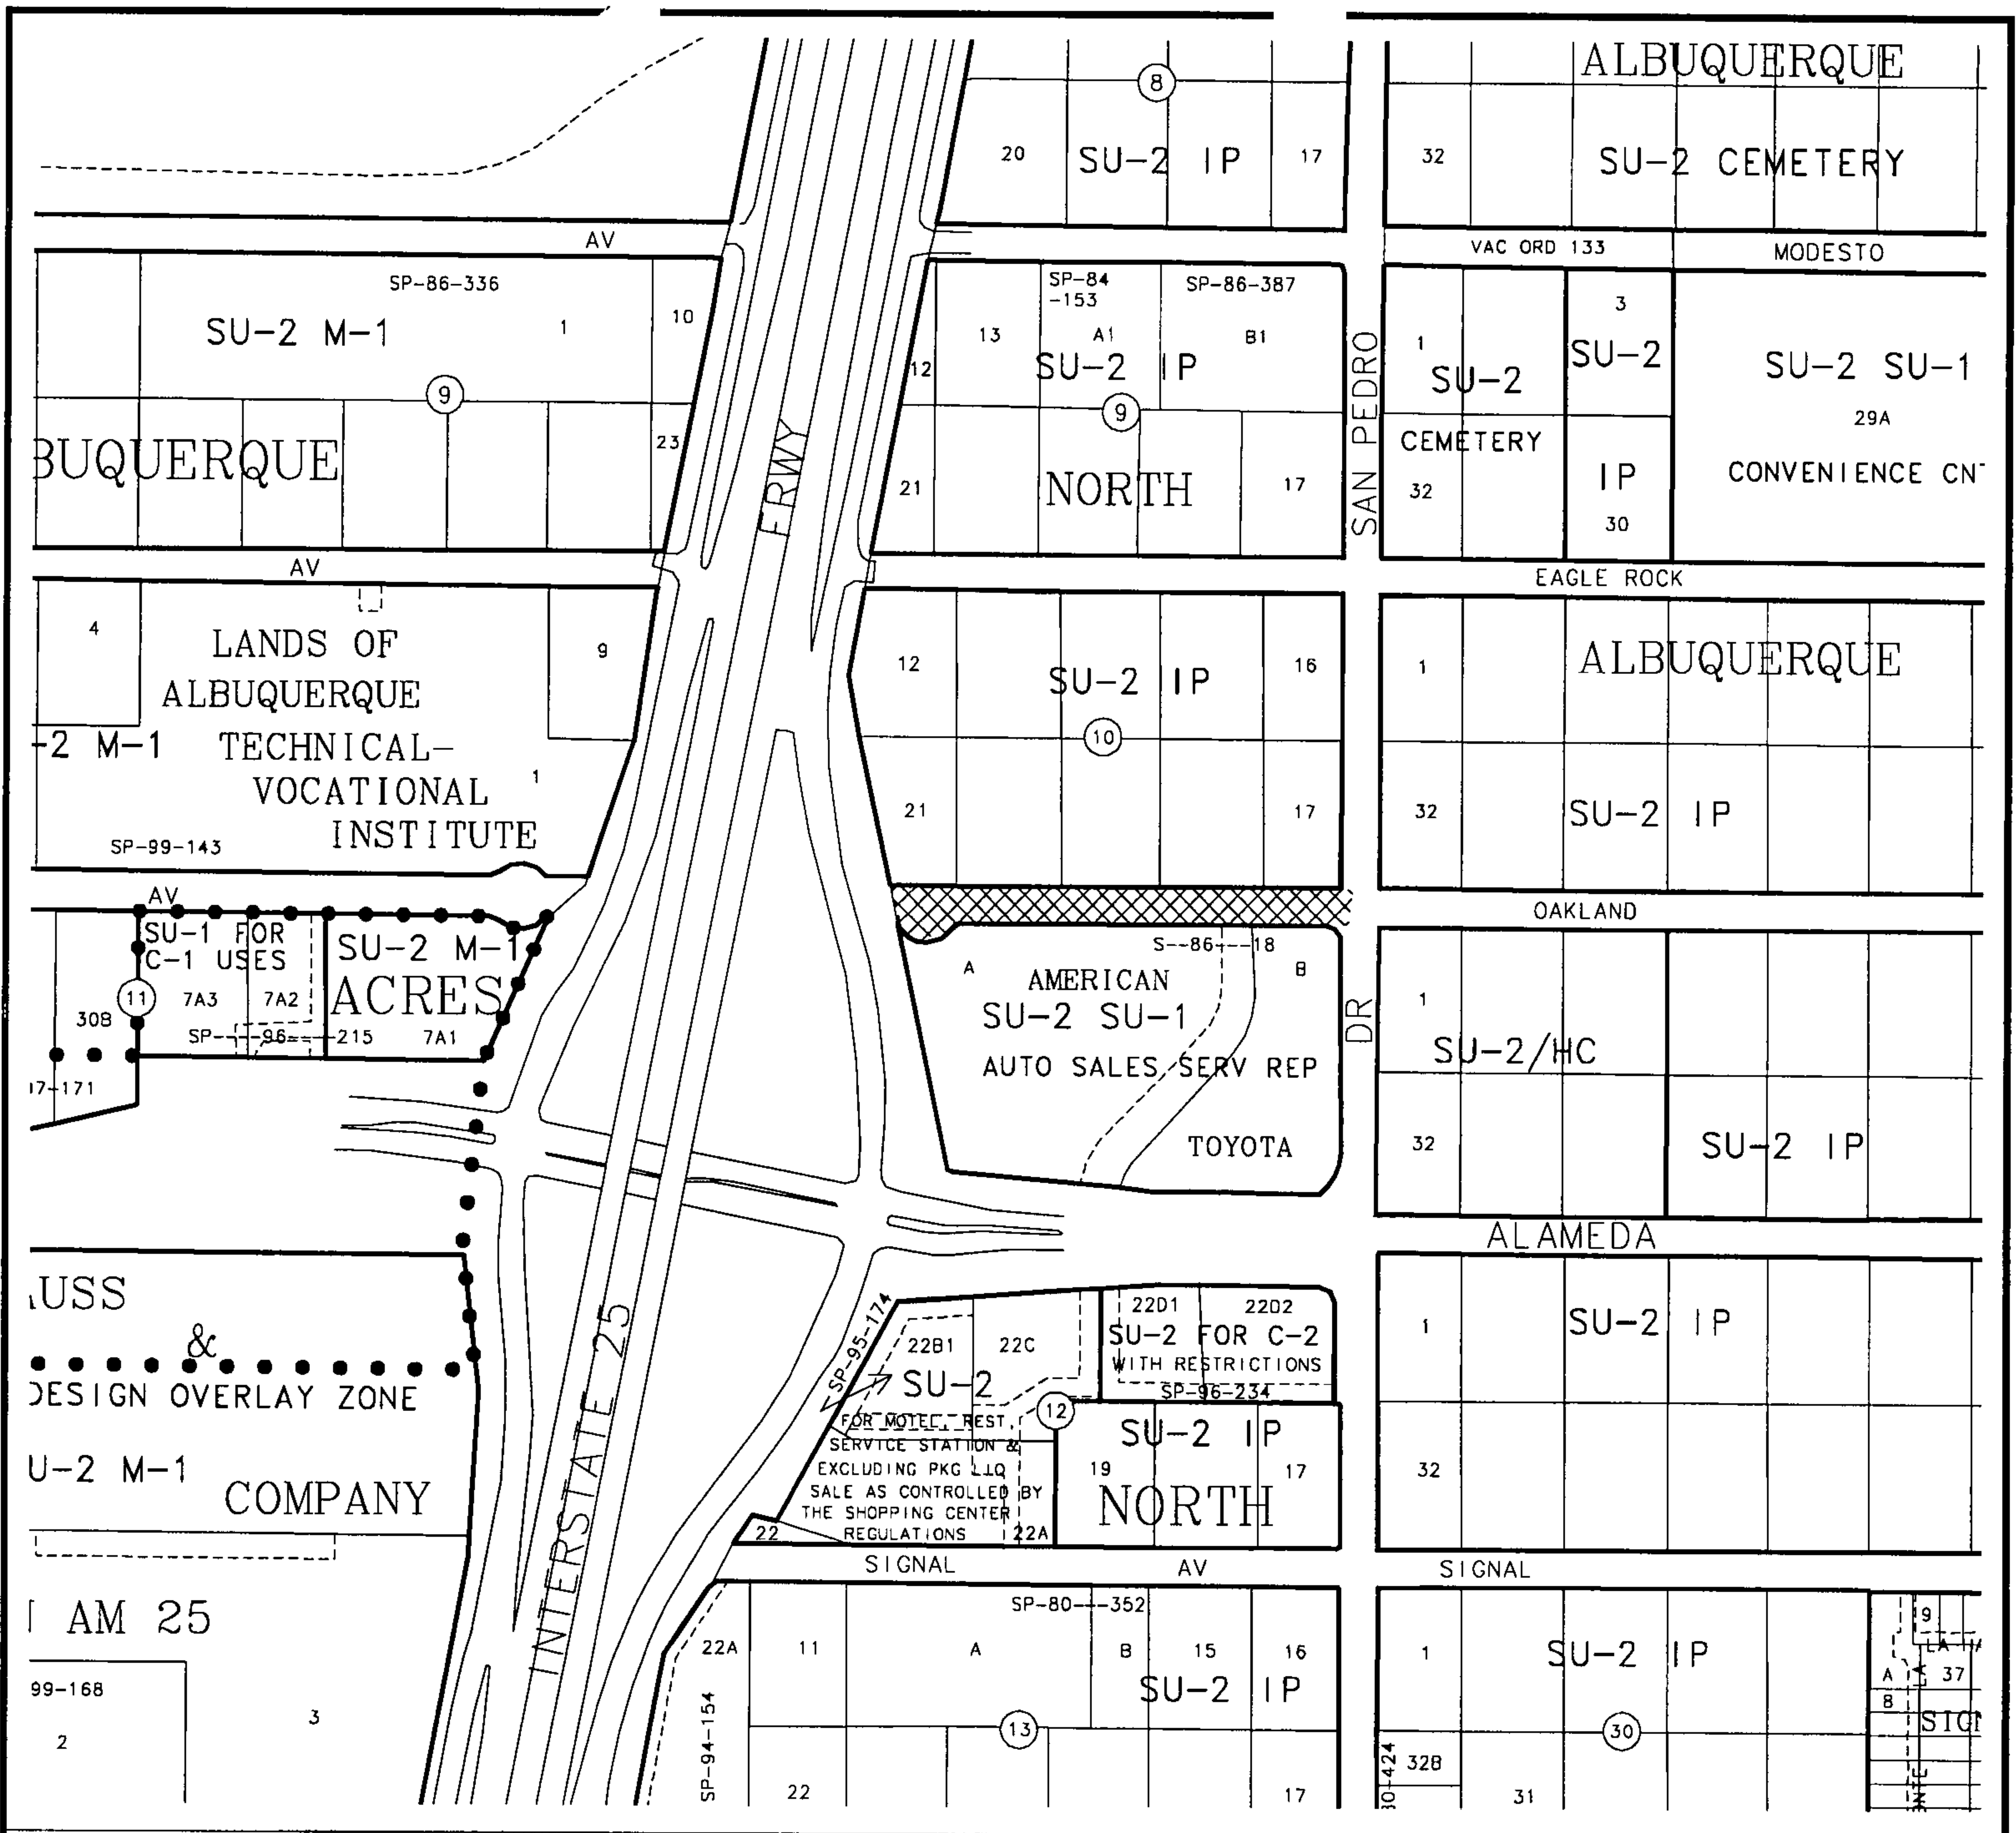 ALBUQUERQUE
8
20
SU-2 IP
17
32
SU-2 CEMETERY
AV
VAC ORD 133
MODESTO
SP-86-336
SU-2 M-1
1
10
9
BUQUERQUE
23
SP-84
-153
SP-86-387
13
A1
B1
12
SU-2 IP
9
21
NORTH
17
FRWY
SAN PEDRO
1
SU-2
CEMETERY
32
3
SU-2
IP
30
SU-2 SU-1
29A
CONVENIENCE CN
AV
EAGLE ROCK
4
LANDS OF
ALBUQUERQUE
TECHNICAL-
VOCATIONAL
INSTITUTE
9
-2 M-1
1
SP-99-143
12
SU-2 IP
16
10
21
17
1
ALBUQUERQUE
32
SU-2 IP
AV
OAKLAND
SU-1 FOR
C-1 USES
SU-2 M-1
ACRES
11
7A3
7A2
30B
SP---96---215
7A1
17-171
S--86---18
A
B
AMERICAN
SU-2 SU-1
AUTO SALES SERV REP
TOYOTA
DR
1
SU-2/HC
32
SU-2 IP
ALAMEDA
USS
&
DESIGN OVERLAY ZONE
U-2 M-1
COMPANY
INTERSTATE 25
SP-95-174
22B1
22C
SU-2
FOR MOTEL, REST,
SERVICE STATION &
EXCLUDING PKG LIQ
SALE AS CONTROLLED BY
THE SHOPPING CENTER
REGULATIONS
22
22A
22D1
22D2
SU-2 FOR C-2
WITH RESTRICTIONS
SP-96-234
12
SU-2 IP
19
17
NORTH
1
SU-2 IP
32
SIGNAL
AV
SIGNAL
I AM 25
99-168
2
3
SP-80---352
22A
11
A
B
15
16
SU-2 IP
SP-94-154
13
22
17
1
SU-2 IP
30
32B
31
9
A
37
B
SIGN